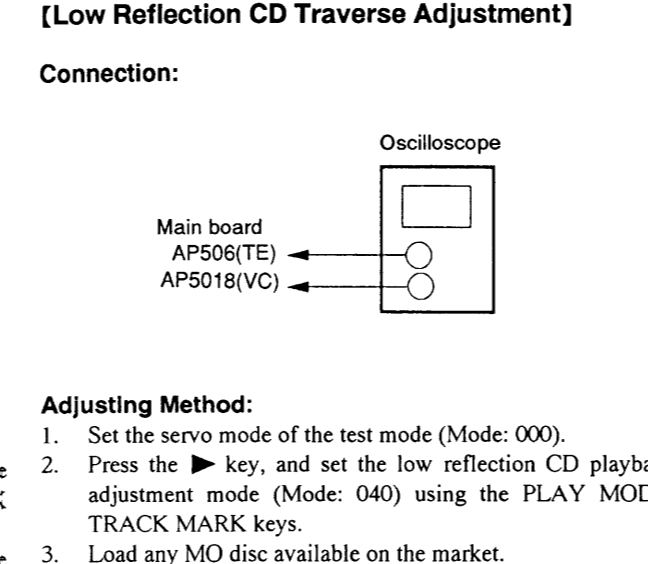 【Low Reflection CD Traverse Adjustment】
Connection:
Oscilloscope
Main board
AP506(TE)
AP5018(VC)
Adjusting Method:
1. Set the servo mode of the test mode (Mode: 000).
2. Press the ▶ key, and set the low reflection CD
adjustment mode (Mode: 040) using the PLAY
TRACK MARK keys.
3. Load any MO disc available on the market.